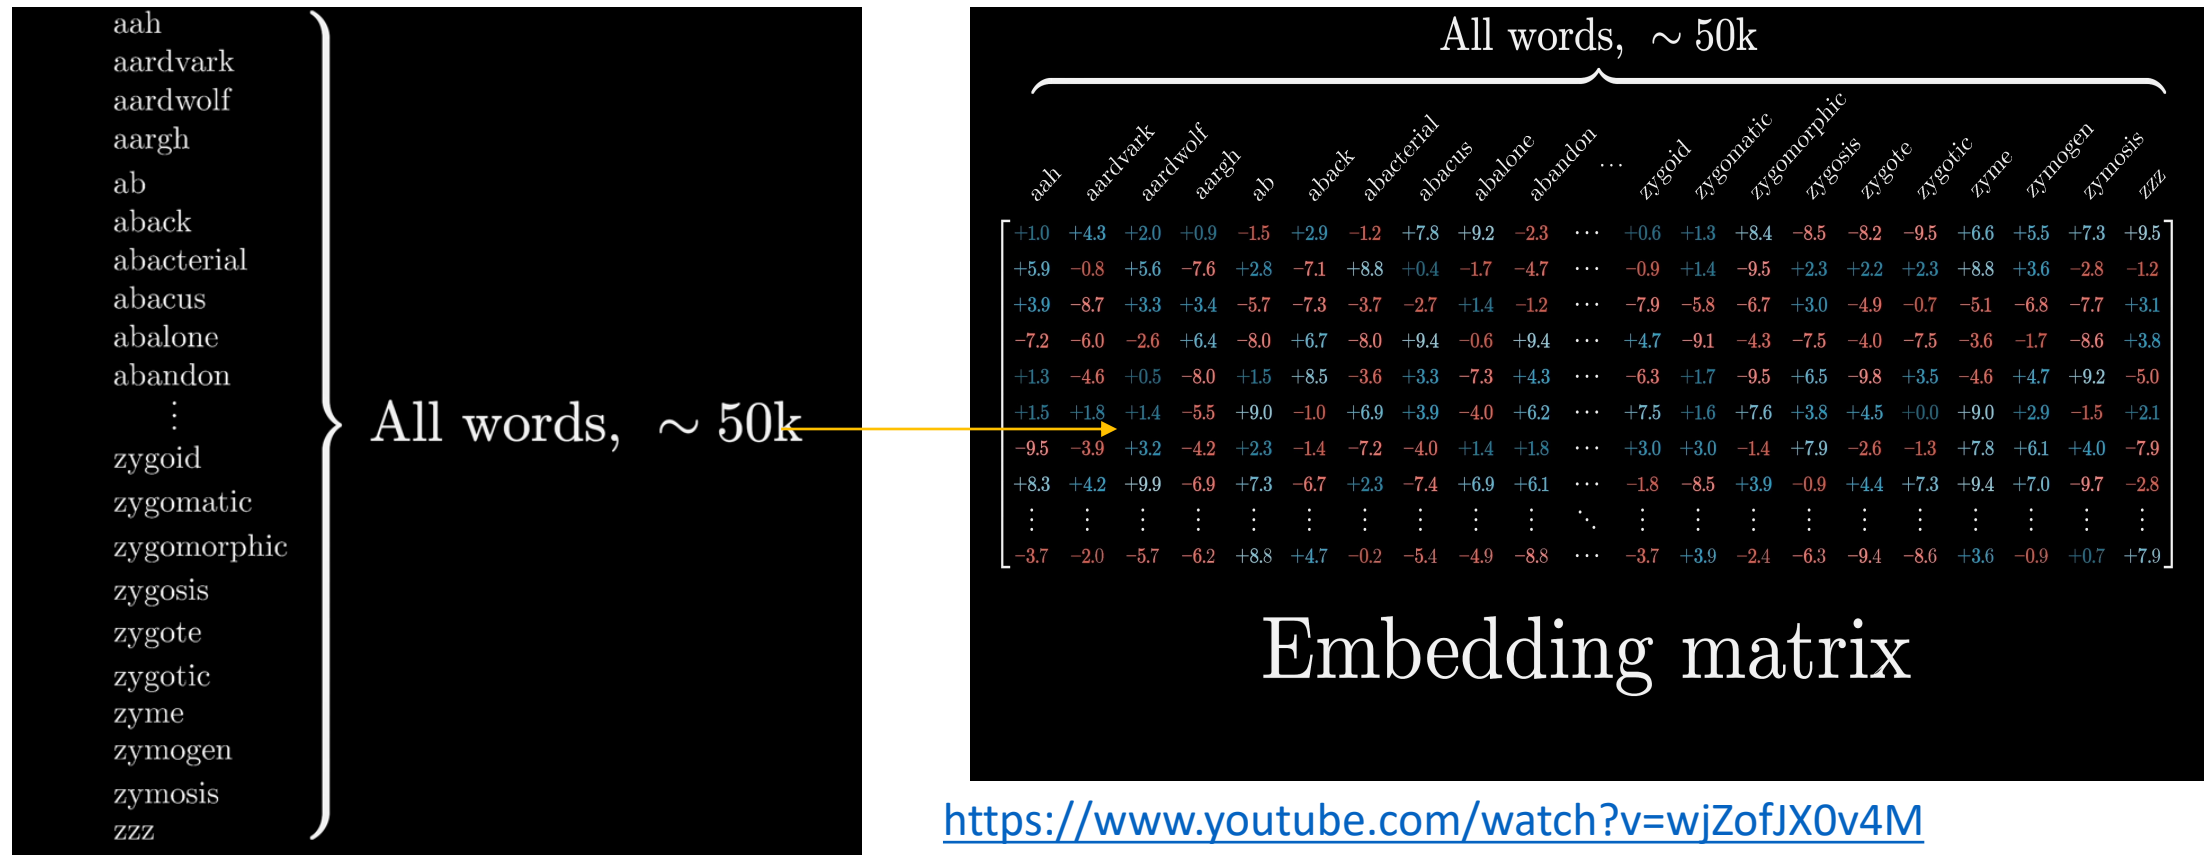 aah
aardvark
aardwolf
aargh
ab
aback
abacterial
abacus
abalone
abandon
⋮
zygoid
zygomatic
zygomorphic
zygosis
zygote
zygotic
zyme
zymogen
zymosis
zzz
All words, ∼ 50k
All words, ∼ 50k
aah aardvark aardwolf aargh ab aback abacterial abacus abalone abandon ⋯ zygoid zygomatic zygomorphic zygosis zygote zygotic zyme zymogen zymosis zzz
+1.0 +4.3 +2.0 +0.9 −1.5 +2.9 −1.2 +7.8 +9.2 −2.3 ⋯ +0.6 +1.3 +8.4 −8.5 −8.2 −9.5 +6.6 +5.5 +7.3 +9.5
+5.9 −0.8 +5.6 −7.6 +2.8 −7.1 +8.8 +0.4 −1.7 −4.7 ⋯ −0.9 +1.4 −9.5 +2.3 +2.2 +2.3 +8.8 +3.6 −2.8 −1.2
+3.9 −8.7 +3.3 +3.4 −5.7 −7.3 −3.7 −2.7 +1.4 −1.2 ⋯ −7.9 −5.8 −6.7 +3.0 −4.9 −0.7 −5.1 −6.8 −7.7 +3.1
−7.2 −6.0 −2.6 +6.4 −8.0 +6.7 −8.0 +9.4 −0.6 +9.4 ⋯ +4.7 −9.1 −4.3 −7.5 −4.0 −7.5 −3.6 −1.7 −8.6 +3.8
+1.3 −4.6 +0.5 −8.0 +1.5 +8.5 −3.6 +3.3 −7.3 +4.3 ⋯ −6.3 +1.7 −9.5 +6.5 −9.8 +3.5 −4.6 +4.7 +9.2 −5.0
+1.5 +1.8 +1.4 −5.5 +9.0 −1.0 +6.9 +3.9 −4.0 +6.2 ⋯ +7.5 +1.6 +7.6 +3.8 +4.5 +0.0 +9.0 +2.9 −1.5 +2.1
−9.5 −3.9 +3.2 −4.2 +2.3 −1.4 −7.2 −4.0 +1.4 +1.8 ⋯ +3.0 +3.0 −1.4 +7.9 −2.6 −1.3 +7.8 +6.1 +4.0 −7.9
+8.3 +4.2 +9.9 −6.9 +7.3 −6.7 +2.3 −7.4 +6.9 +6.1 ⋯ −1.8 −8.5 +3.9 −0.9 +4.4 +7.3 +9.4 +7.0 −9.7 −2.8
⋮ ⋮ ⋮ ⋮ ⋮ ⋮ ⋮ ⋮ ⋮ ⋮ ⋱ ⋮ ⋮ ⋮ ⋮ ⋮ ⋮ ⋮ ⋮ ⋮ ⋮
−3.7 −2.0 −5.7 −6.2 +8.8 +4.7 −0.2 −5.4 −4.9 −8.8 ⋯ −3.7 +3.9 −2.4 −6.3 −9.4 −8.6 +3.6 −0.9 +0.7 +7.9
Embedding matrix
https://www.youtube.com/watch?v=wjZofJX0v4M